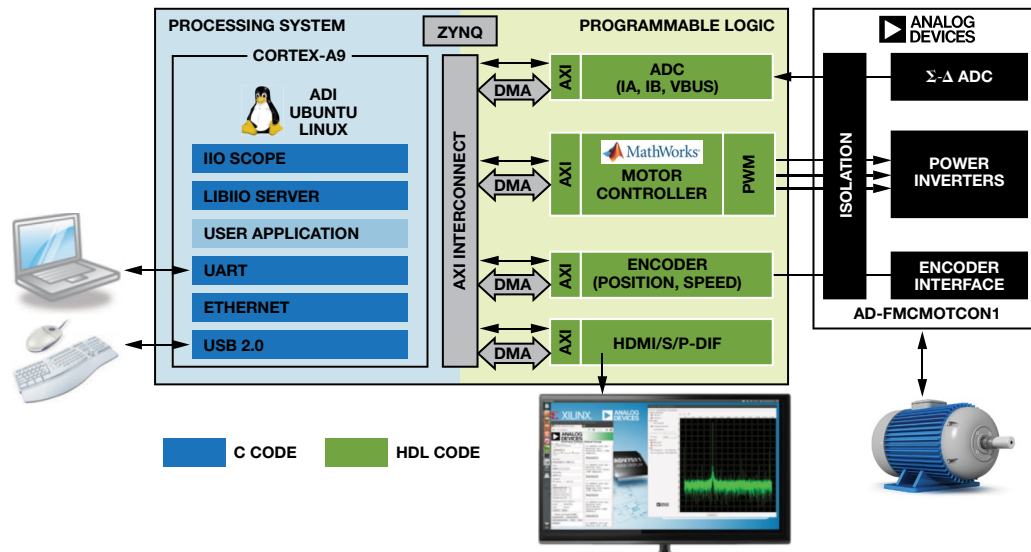 PROCESSING SYSTEM
ZYNQ
PROGRAMMABLE LOGIC
CORTEX-A9
ADI
UBUNTU
LINUX
IIO SCOPE
LIBIIO SERVER
USER APPLICATION
UART
ETHERNET
USB 2.0
AXI INTERCONNECT
DMA
AXI
ADC
(IA, IB, VBUS)
DMA
AXI
MathWorks
MOTOR
CONTROLLER
PWM
DMA
AXI
ENCODER
(POSITION, SPEED)
DMA
AXI
HDMI/S/P-DIF
ANALOG
DEVICES
ISOLATION
Σ-Δ ADC
POWER
INVERTERS
ENCODER
INTERFACE
AD-FMCMOTCON1
XILINX
ANALOG
DEVICES
ANALOG
DEVICES
C CODE
HDL CODE